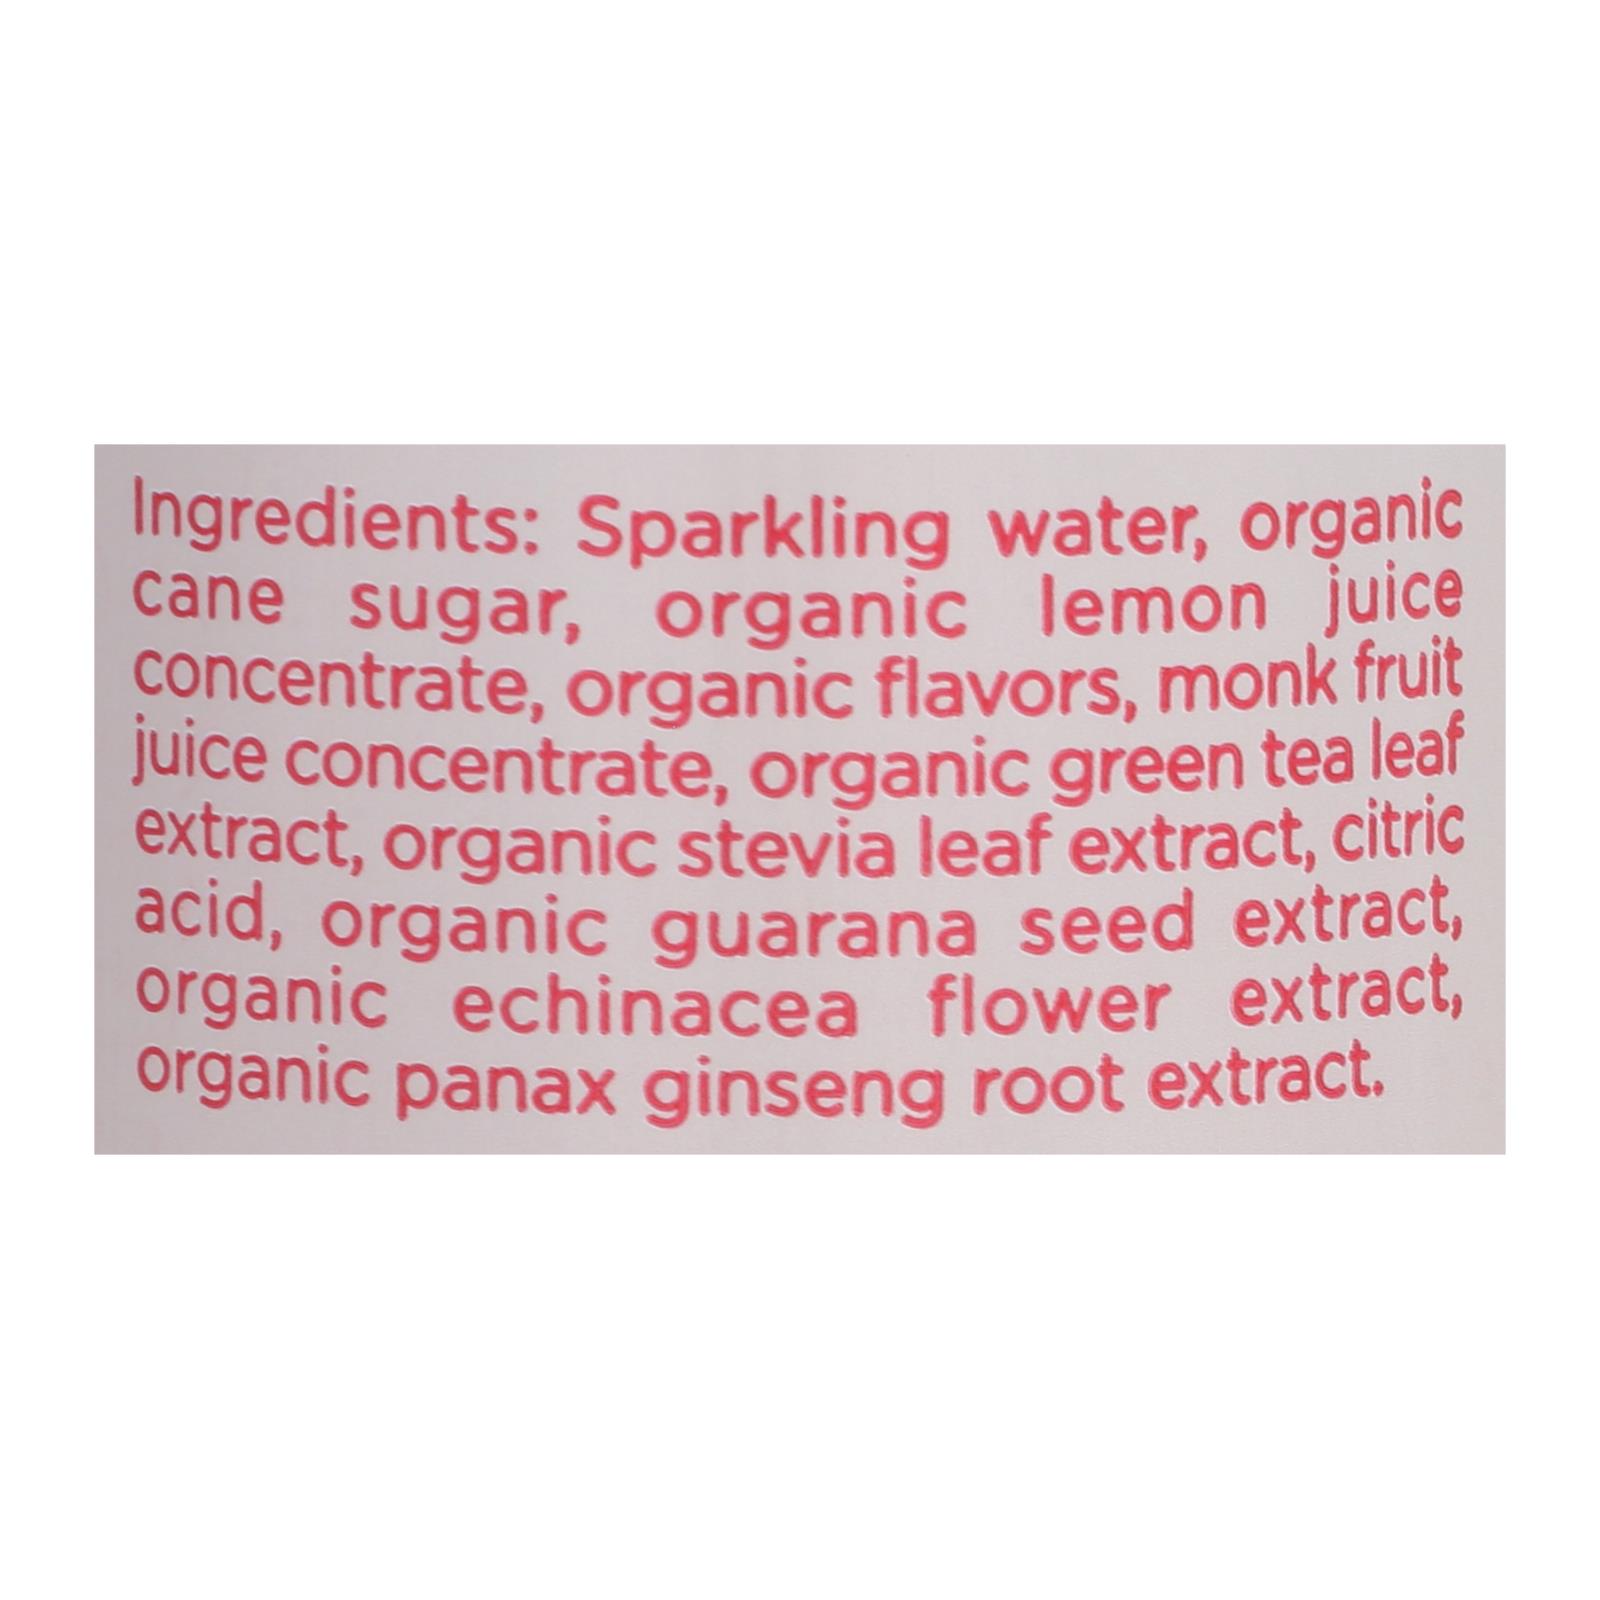 Ingredients: Sparkling water, organic
cane sugar, organic lemon juice
concentrate, organic flavors, monk fruit
juice concentrate, organic green tea leaf
extract, organic stevia leaf extract, citric
acid, organic guarana seed extract,
organic echinacea flower extract,
organic panax ginseng root extract.